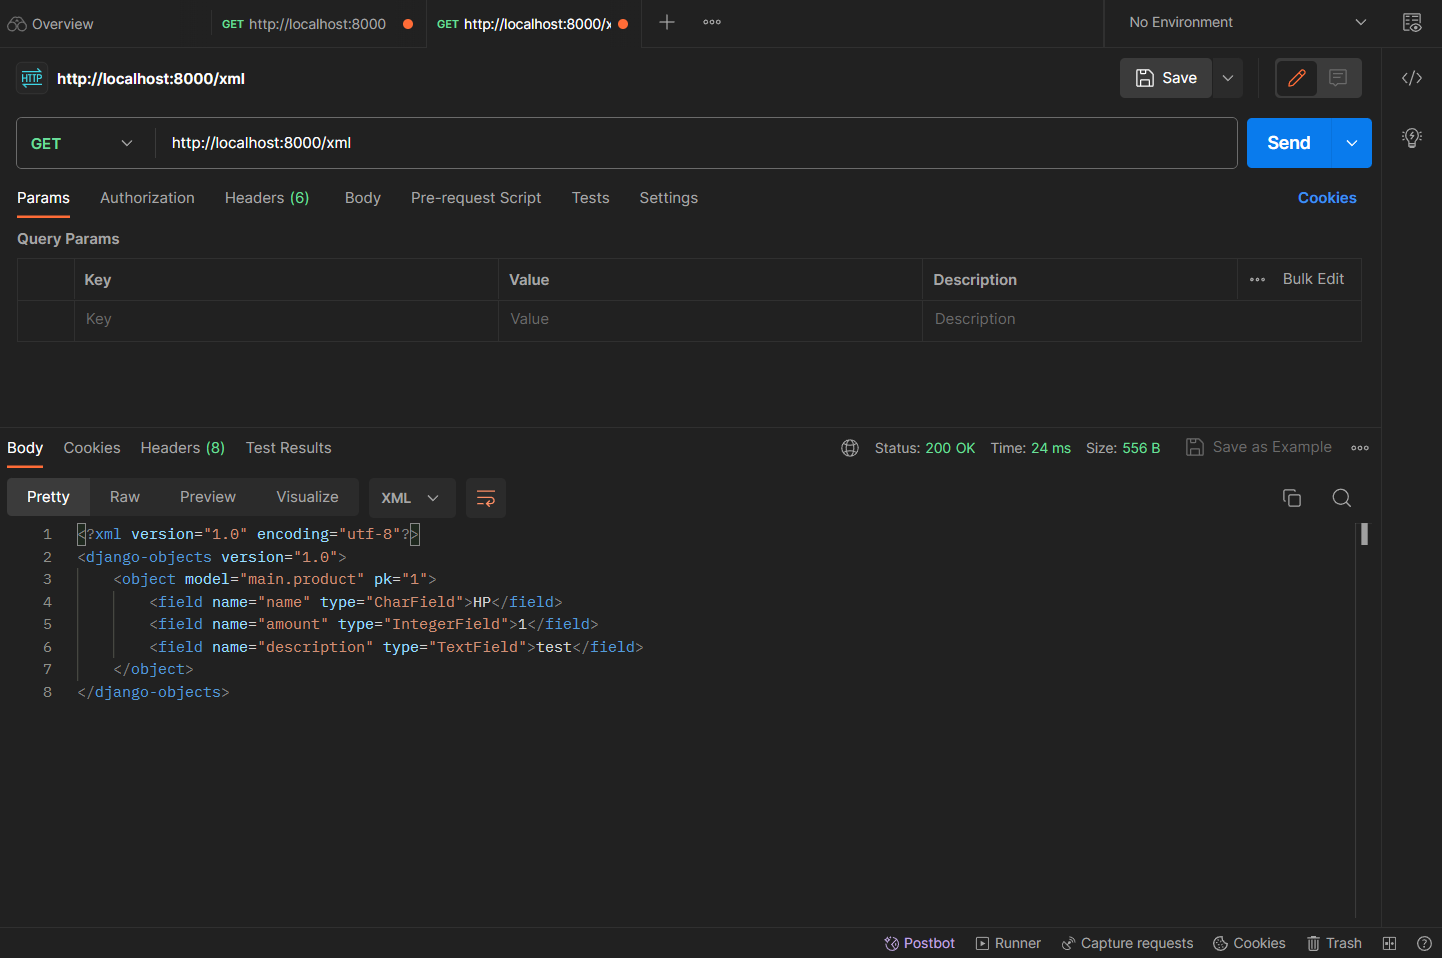 Overview
GET http://localhost:8000
GET http://localhost:8000/x
No Environment
HTTP
http://localhost:8000/xml
Save
GET
http://localhost:8000/xml
Send
Params Authorization Headers (6) Body Pre-request Script Tests Settings Cookies
Query Params
Key Value Description Bulk Edit
Key Value Description
Body Cookies Headers (8) Test Results Status: 200 OK Time: 24 ms Size: 556 B Save as Example
Pretty Raw Preview Visualize XML
1 <?xml version="1.0" encoding="utf-8"?>
2 <django-objects version="1.0">
3 <object model="main.product" pk="1">
4 <field name="name" type="CharField">HP</field>
5 <field name="amount" type="IntegerField">1</field>
6 <field name="description" type="TextField">test</field>
7 </object>
8 </django-objects>
Postbot Runner Capture requests Cookies Trash